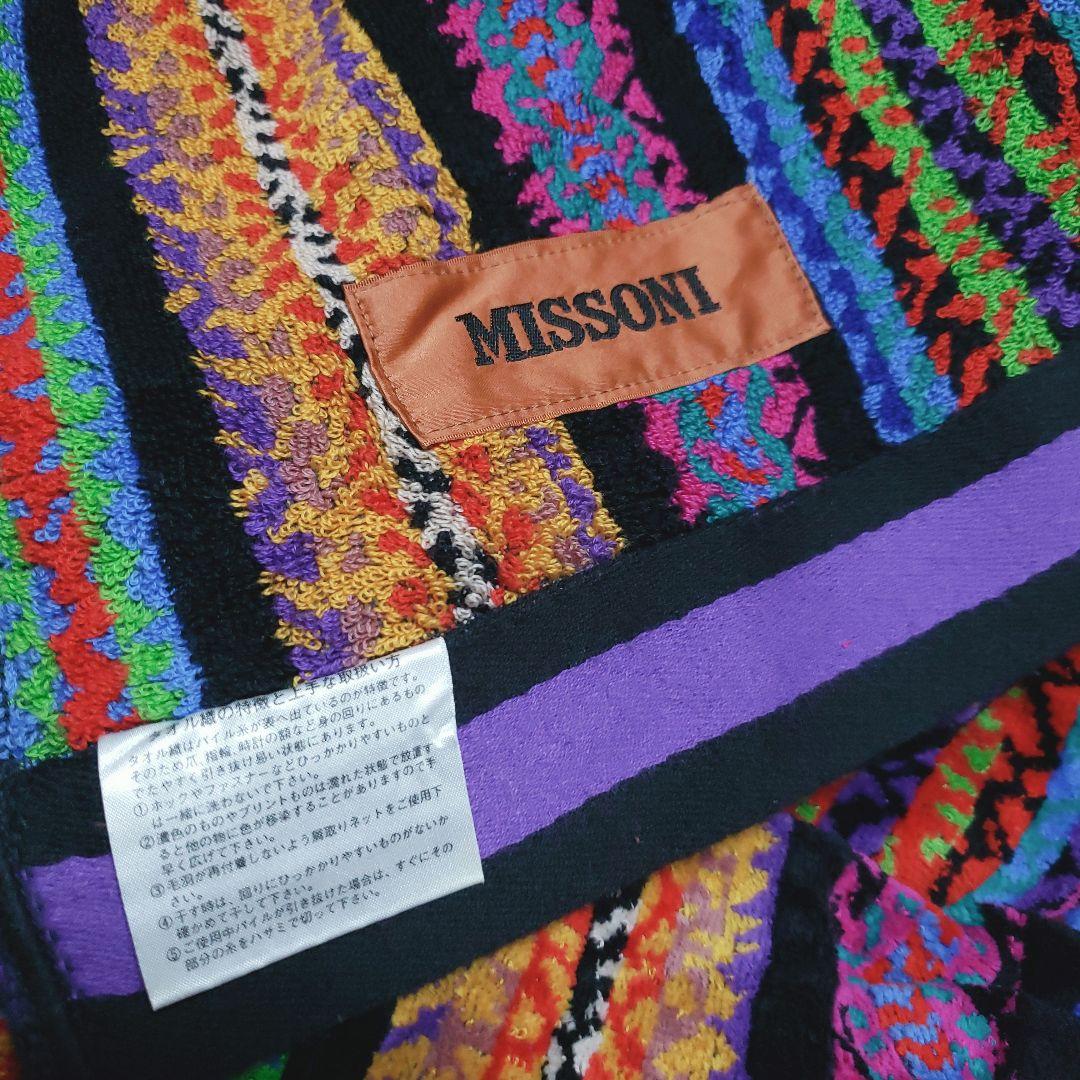 MISSONI
タオル織の特徴と上手な取扱い方
タオル織はパイル糸が表へ出ているのが特徴です。
そのため爪、指輪、時計の額など身の回りにあるもの
でたやすく引き抜け易い状態にあります。
①ホックやファスナーなどひっかかりやすいものと
は一緒に洗わないで下さい。
②濃色のものやプリントものは濡れた状態で放置す
ると他の物に色が移染することがありますので手
早く広げて下さい。
③毛羽が再付着しないよう綿取りネットをご使用下
さい。
④干す時は、回りにひっかかりやすいものがないか
確かめて干して下さい。
⑤ご使用中パイルが引き抜けた場合は、すぐにその
部分の糸をハサミで切って下さい。